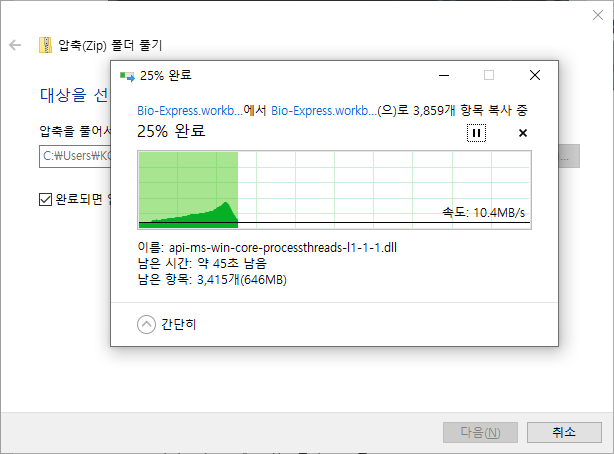 압축(Zip) 폴더 풀기
25% 완료
대상을 선
Bio-Express.workb...에서 Bio-Express.workb...(으)로 3,859개 항목 복사 중
25% 완료
압축을 풀어서
C:₩Users₩K
속도: 10.4MB/s
완료되면 압
이름: api-ms-win-core-processthreads-l1-1-1.dll
남은 시간: 약 45초 남음
남은 항목: 3,415개(646MB)
간단히
다음(N)
취소